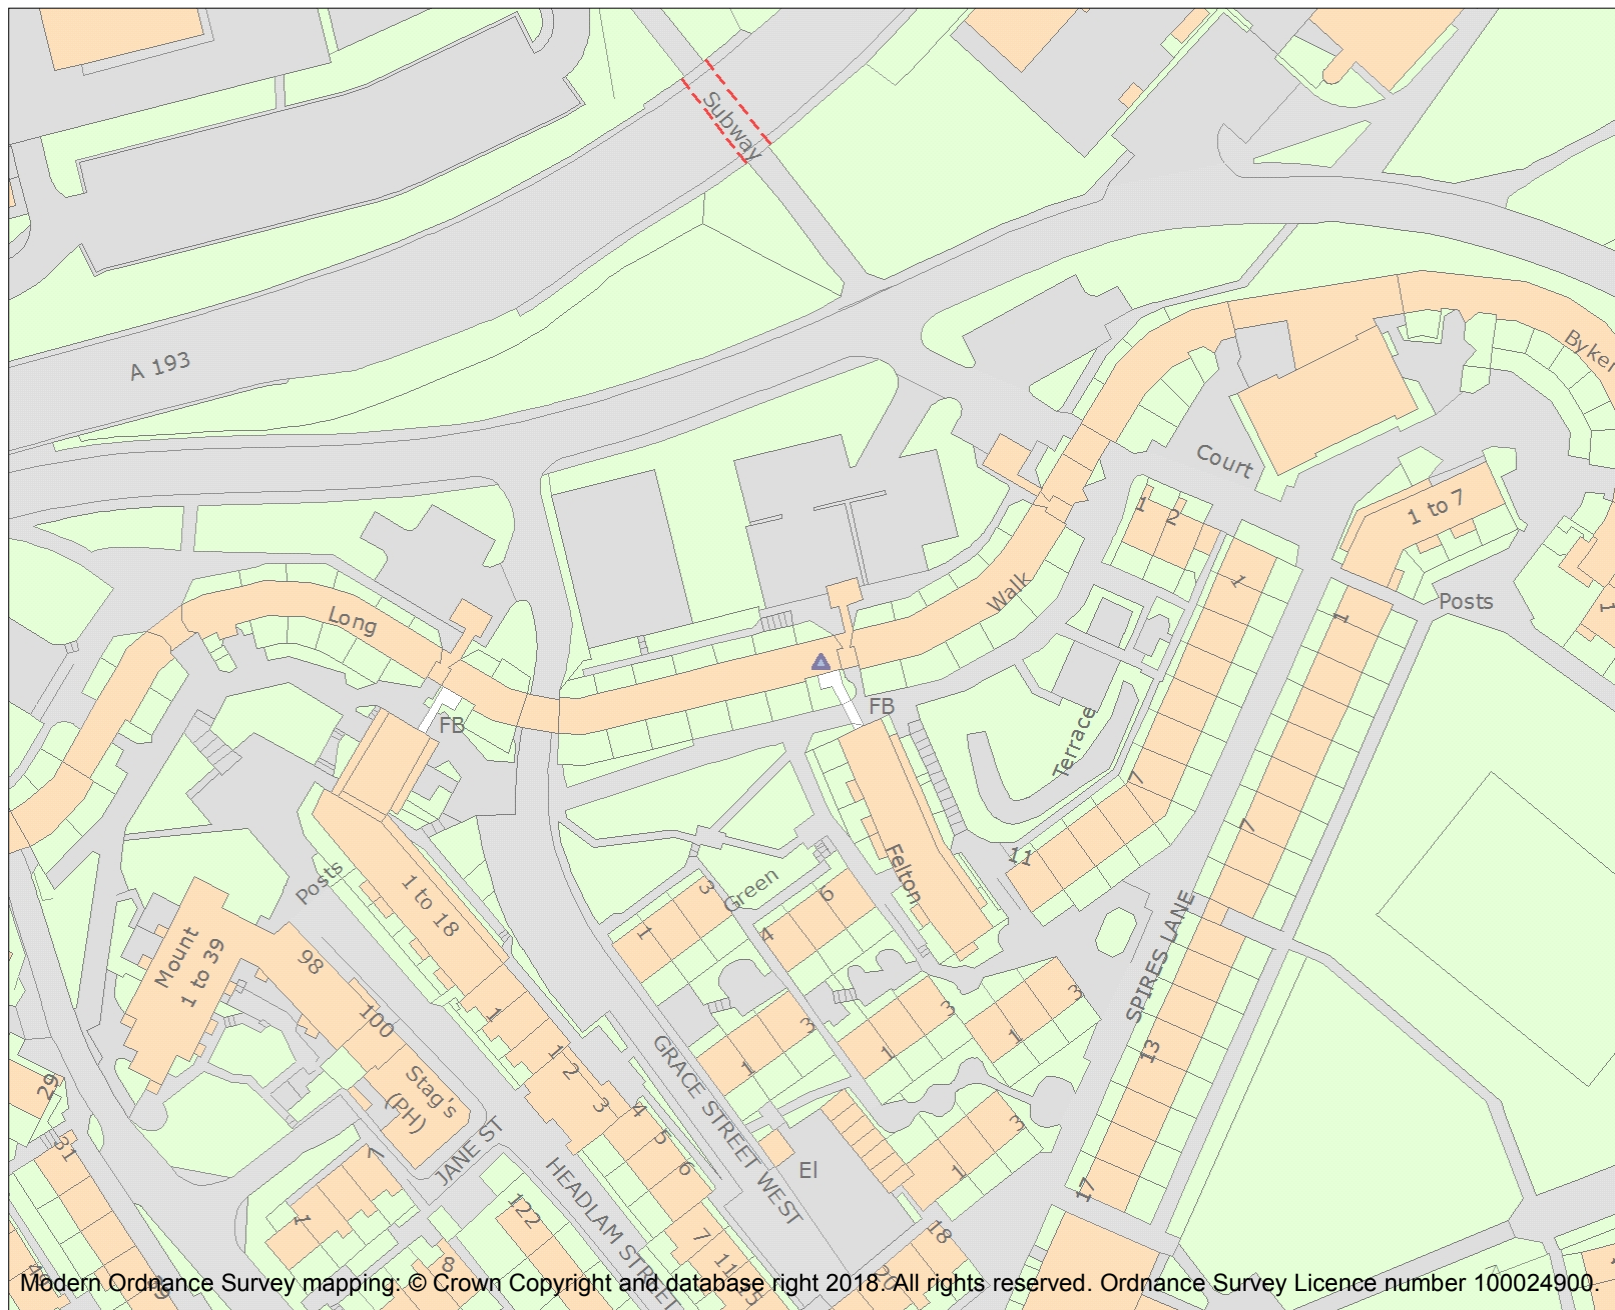 Subway
A 193
Byker
Court
1 to 7
1
2
1
Posts
1
1
Walk
Long
FB
FB
Terrace
7
7
11
Felton
Posts
1 to 18
Green
3
1
5
4
SPIRES LANE
Mount
1 to 39
98
100
1
3
1
3
1
3
1
13
GRACE STREET WEST
29
31
Stag's
(PH)
1
2
3
4
5
6
El
3
1
17
JANE ST
HEADLAM STREET
7
1
122
18
7
8
20
Modern Ordnance Survey mapping: © Crown Copyright and database right 2018. All rights reserved. Ordnance Survey Licence number 100024900.